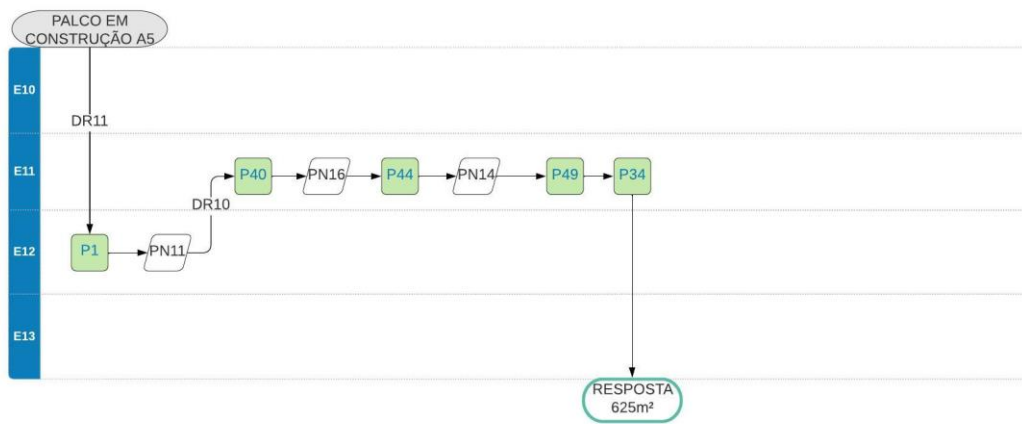 PALCO EM
CONSTRUÇÃO A5
E10
DR11
E11
P40
PN16
P44
PN14
P49
P34
DR10
E12
P1
PN11
E13
RESPOSTA
625m²